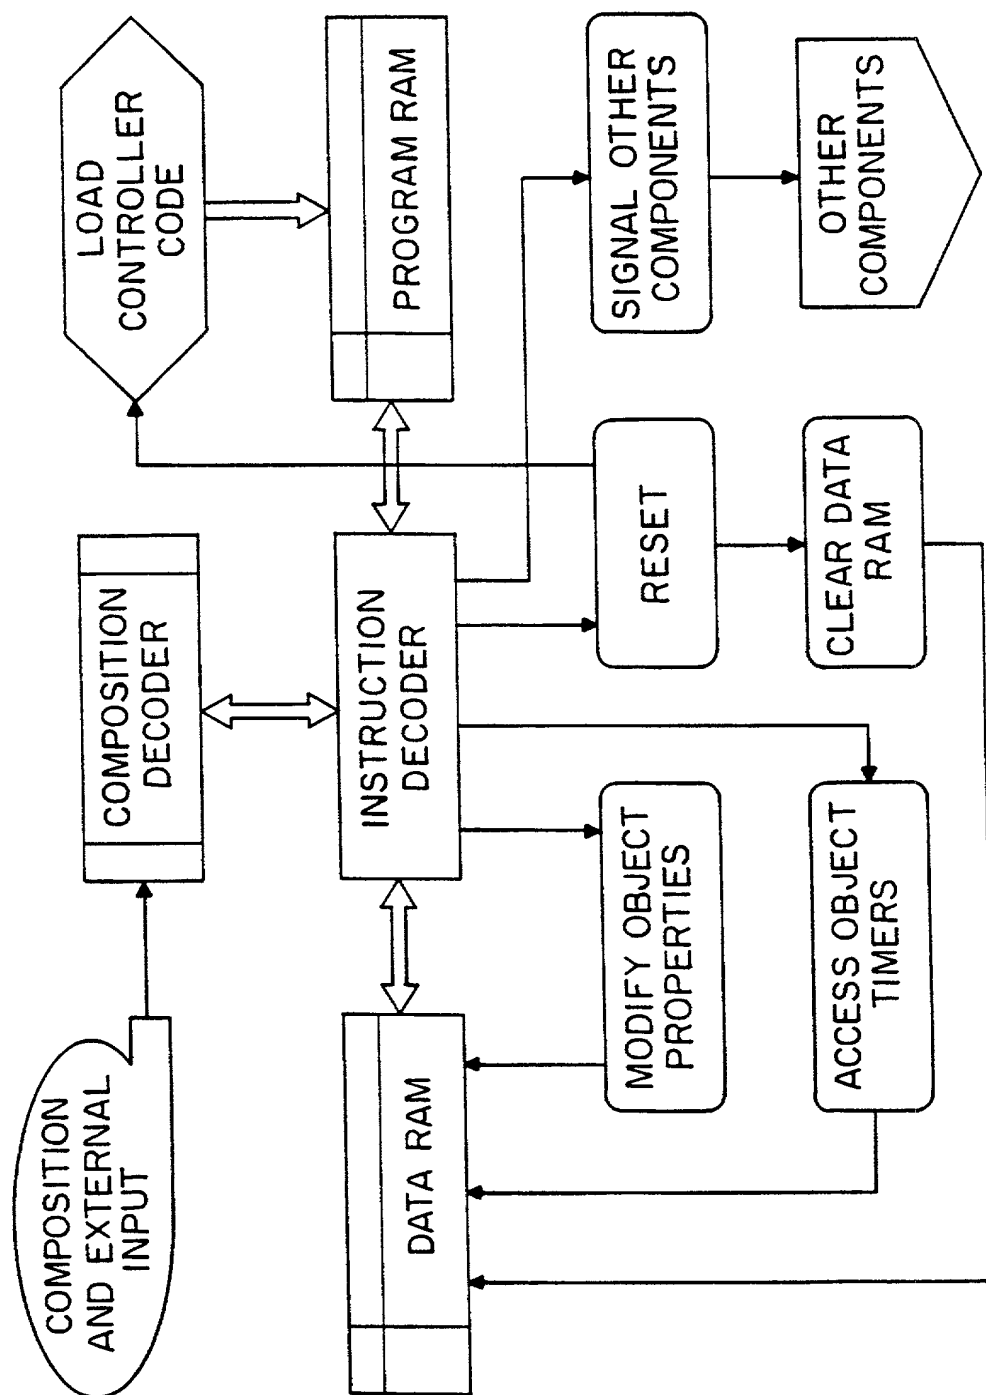 COMPOSITION
AND EXTERNAL
INPUT
COMPOSITION
DECODER
LOAD
CONTROLLER
CODE
DATA RAM
INSTRUCTION
DECODER
PROGRAM RAM
MODIFY OBJECT
PROPERTIES
RESET
SIGNAL OTHER
COMPONENTS
ACCESS OBJECT
TIMERS
CLEAR DATA
RAM
OTHER
COMPONENTS